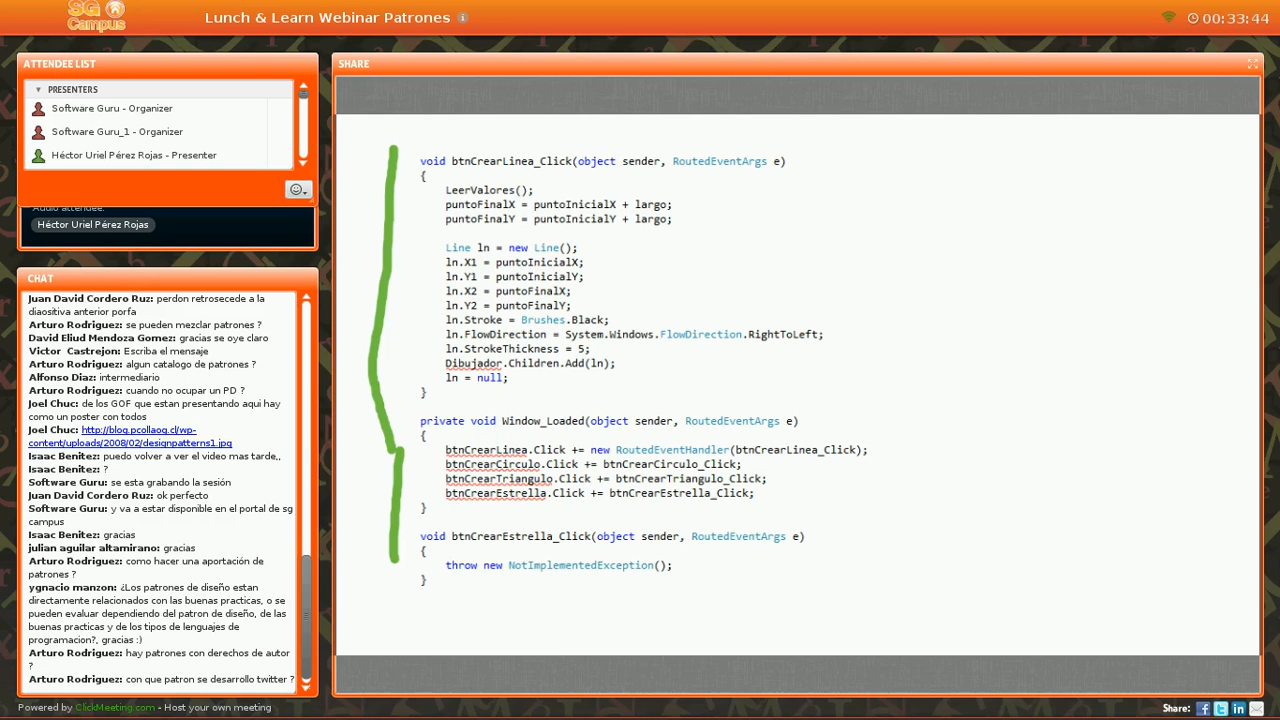 SG Campus
Lunch & Learn Webinar Patrones
00:33:44
ATTENDEE LIST
PRESENTERS
Software Guru - Organizer
Software Guru_1 - Organizer
Héctor Uriel Pérez Rojas - Presenter
Audio attendee:
Héctor Uriel Pérez Rojas
CHAT
Juan David Cordero Ruz: perdon retrosecede a la
diaositiva anterior porfa
Arturo Rodriguez: se pueden mezclar patrones ?
David Eliud Mendoza Gomez: gracias se oye claro
Victor Castrejon: Escriba el mensaje
Arturo Rodriguez: algun catalogo de patrones ?
Alfonso Diaz: intermediario
Arturo Rodriguez: cuando no ocupar un PD ?
Joel Chuc: de los GOF que estan presentando aqui hay
como un poster con todos
Joel Chuc: http://blog.pcollaog.cl/wp-
content/uploads/2008/02/designpatterns1.jpg
Isaac Benitez: puedo volver a ver el video mas tarde,,
Isaac Benitez: ?
Software Guru: se esta grabando la sesión
Juan David Cordero Ruz: ok perfecto
Software Guru: y va a estar disponible en el portal de sg
campus
Isaac Benitez: gracias
julian aguilar altamirano: gracias
Arturo Rodriguez: como hacer una aportación de
patrones ?
ygnacio manzon: ¿Los patrones de diseño estan
directamente relacionados con las buenas practicas, o se
pueden evaluar dependiendo del patron de diseño, de las
buenas practicas y de los tipos de lenguajes de
programacion?, gracias :)
Arturo Rodriguez: hay patrones con derechos de autor
?
Arturo Rodriguez: con que patron se desarrollo twitter ?
SHARE
void btnCrearLinea_Click(object sender, RoutedEventArgs e)
{
LeerValores();
puntoFinalX = puntoInicialX + largo;
puntoFinalY = puntoInicialY + largo;
Line ln = new Line();
ln.X1 = puntoInicialX;
ln.Y1 = puntoInicialY;
ln.X2 = puntoFinalX;
ln.Y2 = puntoFinalY;
ln.Stroke = Brushes.Black;
ln.FlowDirection = System.Windows.FlowDirection.RightToLeft;
ln.StrokeThickness = 5;
Dibujador.Children.Add(ln);
ln = null;
}
private void Window_Loaded(object sender, RoutedEventArgs e)
{
btnCrearLinea.Click += new RoutedEventHandler(btnCrearLinea_Click);
btnCrearCirculo.Click += btnCrearCirculo_Click;
btnCrearTriangulo.Click += btnCrearTriangulo_Click;
btnCrearEstrella.Click += btnCrearEstrella_Click;
}
void btnCrearEstrella_Click(object sender, RoutedEventArgs e)
{
throw new NotImplementedException();
}
Powered by ClickMeeting.com - Host your own meeting
Share: